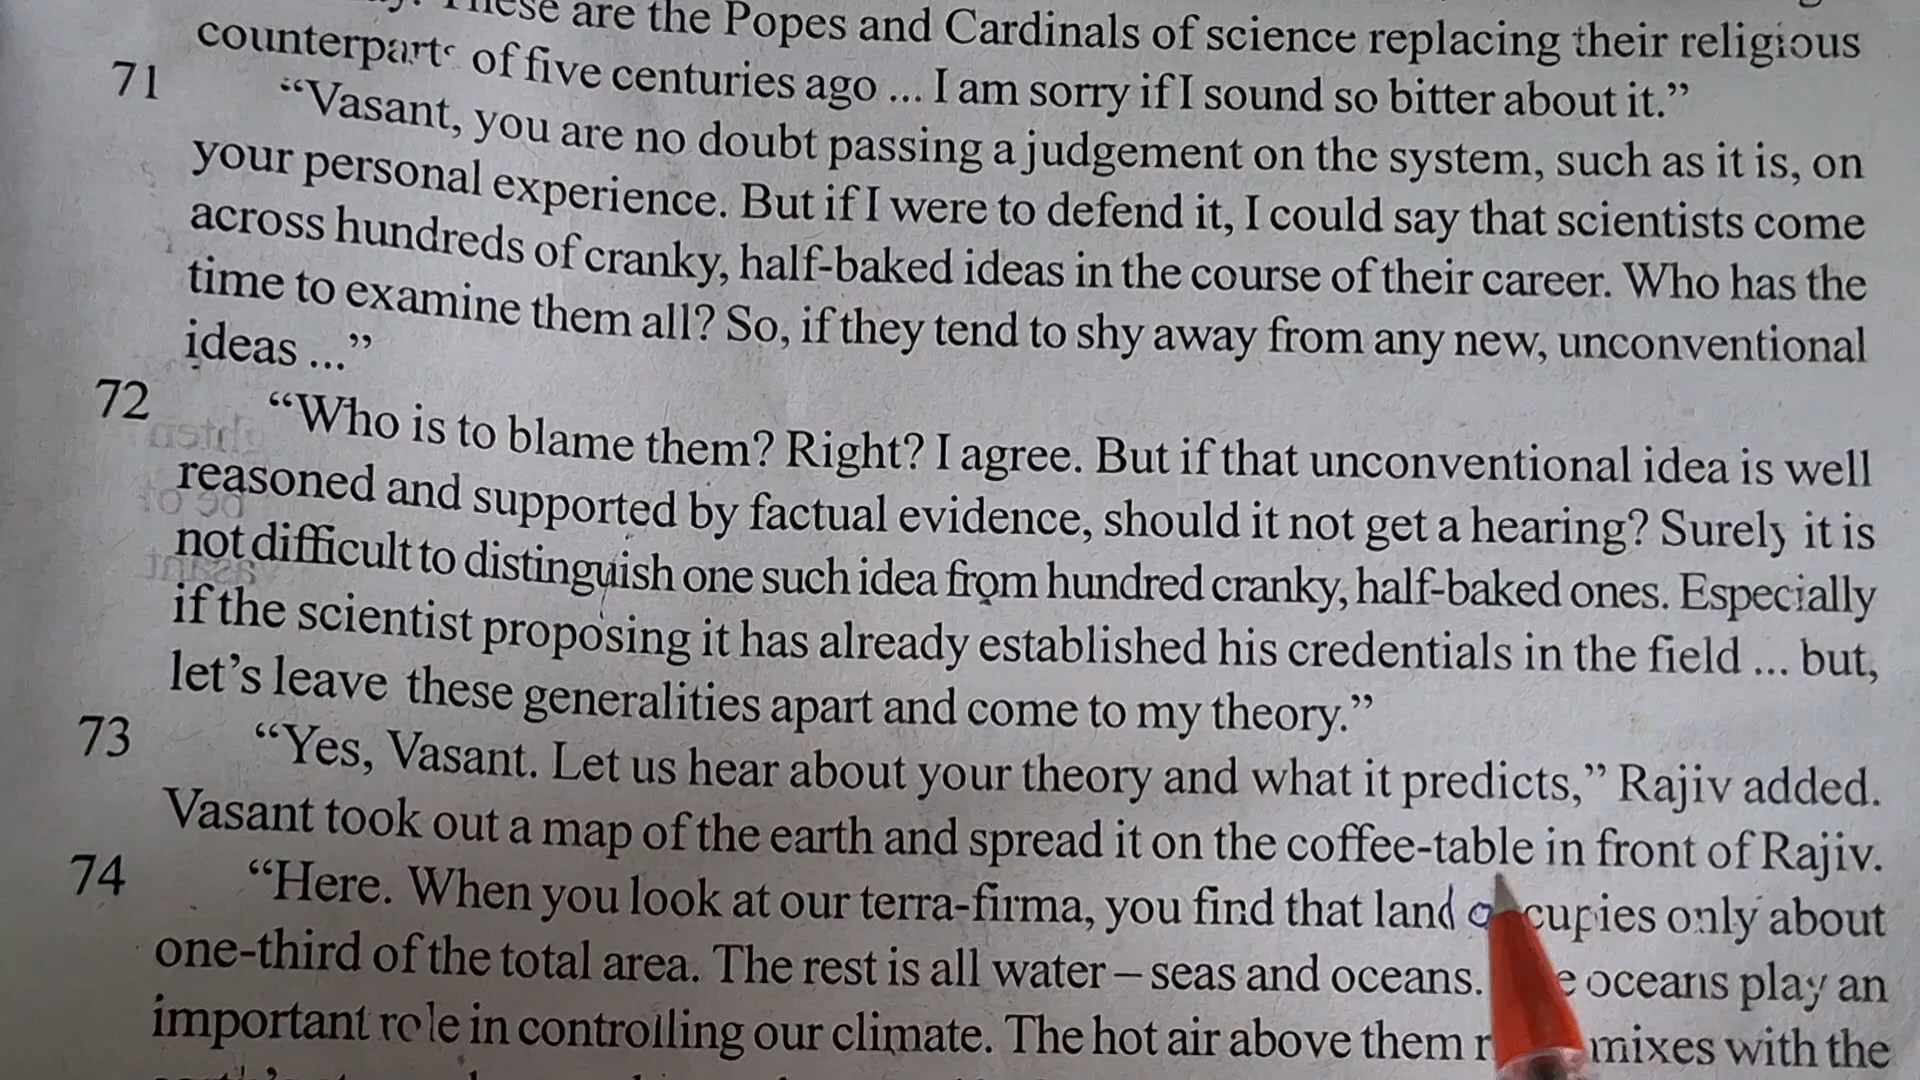 These are the Popes and Cardinals of science replacing their religious
counterparts of five centuries ago ... I am sorry if I sound so bitter about it.”
71 “Vasant, you are no doubt passing a judgement on the system, such as it is, on
your personal experience. But if I were to defend it, I could say that scientists come
across hundreds of cranky, half-baked ideas in the course of their career. Who has the
time to examine them all? So, if they tend to shy away from any new, unconventional
ideas ...”
72 “Who is to blame them? Right? I agree. But if that unconventional idea is well
reasoned and supported by factual evidence, should it not get a hearing? Surely it is
not difficult to distinguish one such idea from hundred cranky, half-baked ones. Especially
if the scientist proposing it has already established his credentials in the field ... but,
let’s leave these generalities apart and come to my theory.”
73 “Yes, Vasant. Let us hear about your theory and what it predicts,” Rajiv added.
Vasant took out a map of the earth and spread it on the coffee-table in front of Rajiv.
74 “Here. When you look at our terra-firma, you find that land occupies only about
one-third of the total area. The rest is all water – seas and oceans. oceans play an
important role in controlling our climate. The hot air above them mixes with the